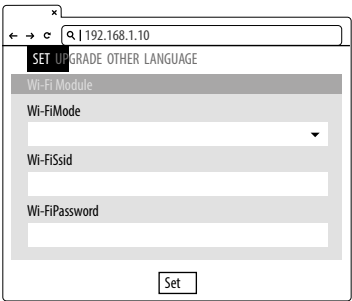 192.168.1.10
SET UPGRADE OTHER LANGUAGE
Wi-Fi Module
Wi-FiMode
Wi-FiSsid
Wi-FiPassword
Set